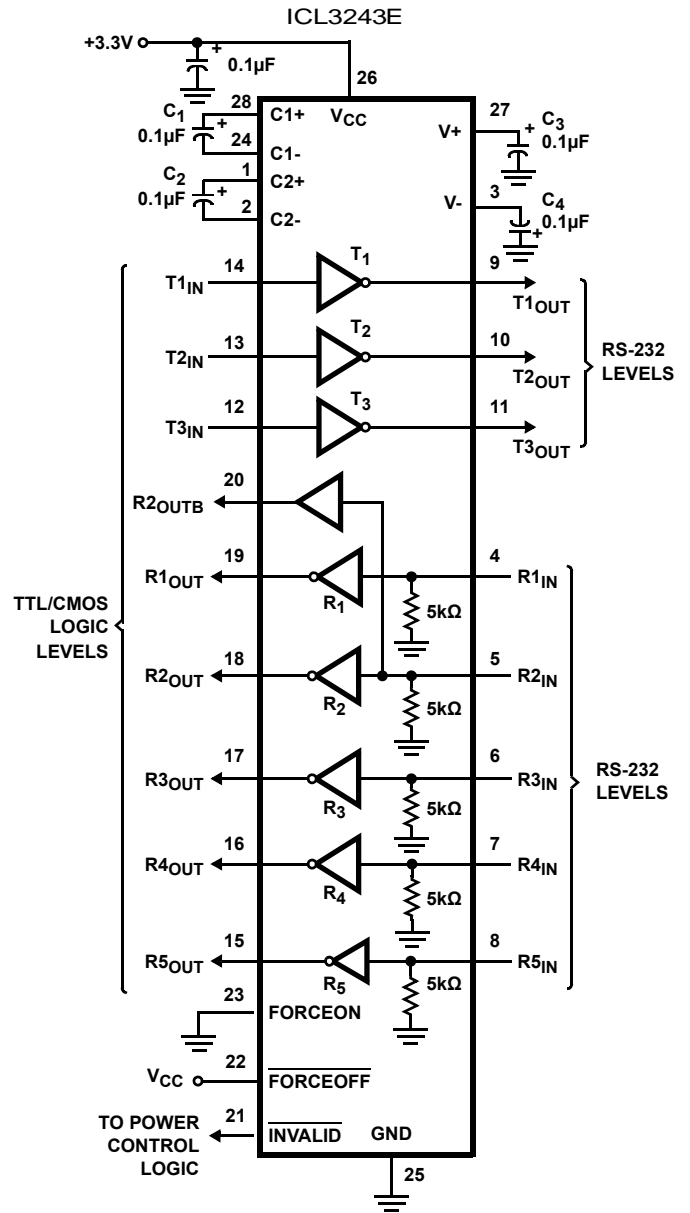 ICL3243E
+3.3V
+
0.1µF
26
28
C1+
VCC
27
C1
0.1µF
+
24
C1-
V+
+
C3
0.1µF
1
C2+
C2
0.1µF
+
2
C2-
V-
3
C4
0.1µF
+
T1IN
14
T1
9
T1OUT
T2IN
13
T2
10
T2OUT
RS-232
LEVELS
T3IN
12
T3
11
T3OUT
R2OUTB
20
R1OUT
19
R1
4
R1IN
5kΩ
TTL/CMOS
LOGIC
LEVELS
R2OUT
18
R2
5
R2IN
5kΩ
R3OUT
17
R3
6
R3IN
5kΩ
RS-232
LEVELS
R4OUT
16
R4
7
R4IN
5kΩ
R5OUT
15
R5
8
R5IN
5kΩ
23
FORCEON
VCC
22
FORCEOFF
TO POWER
CONTROL
LOGIC
21
INVALID
GND
25